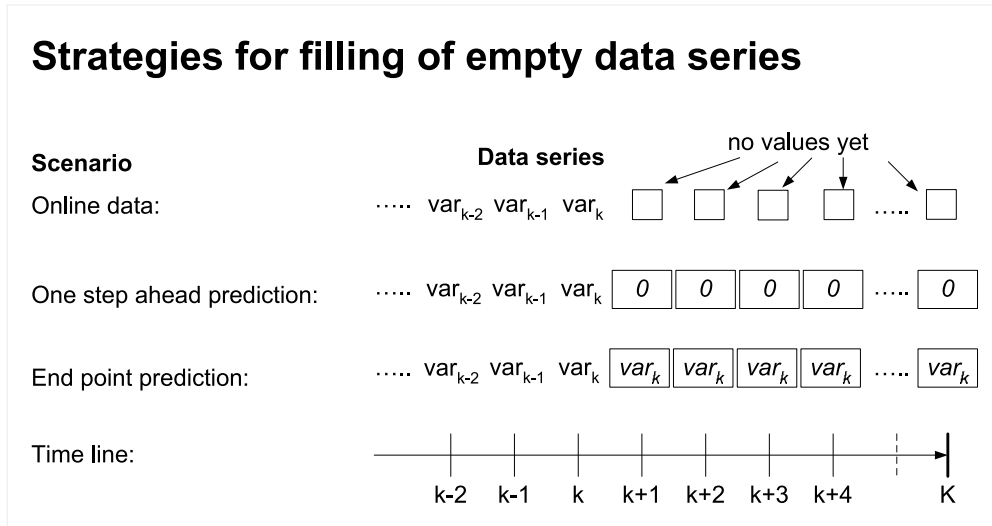 Strategies for filling of empty data series
Scenario Data series no values yet
Online data: ..... var_k-2 var_k-1 var_k .....
One step ahead prediction: ..... var_k-2 var_k-1 var_k 0 0 0 0 ..... 0
End point prediction: ..... var_k-2 var_k-1 var_k var_k var_k var_k var_k ..... var_k
Time line:
k-2 k-1 k k+1 k+2 k+3 k+4 K